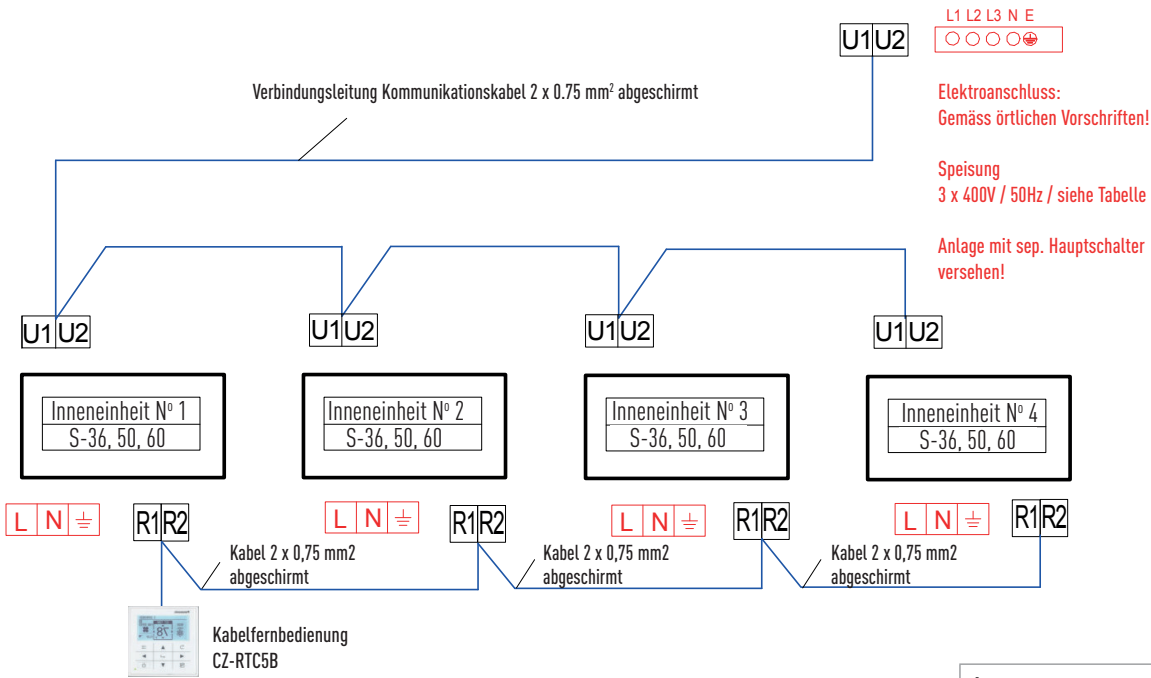 L1 L2 L3 N E
U1 U2
Verbindungsleitung Kommunikationskabel 2 x 0.75 mm² abgeschirmt
Elektroanschluss:
Gemäss örtlichen Vorschriften!
Speisung
3 x 400V / 50Hz / siehe Tabelle
Anlage mit sep. Hauptschalter
versehen!
U1 U2
U1 U2
U1 U2
U1 U2
Inneneinheit Nº 1
S-36, 50, 60
Inneneinheit Nº 2
S-36, 50, 60
Inneneinheit Nº 3
S-36, 50, 60
Inneneinheit Nº 4
S-36, 50, 60
L N
R1 R2
L N
R1 R2
L N
R1 R2
L N
R1 R2
Kabel 2 x 0,75 mm2
abgeschirmt
Kabel 2 x 0,75 mm2
abgeschirmt
Kabel 2 x 0,75 mm2
abgeschirmt
Kabelfernbedienung
CZ-RTC5B